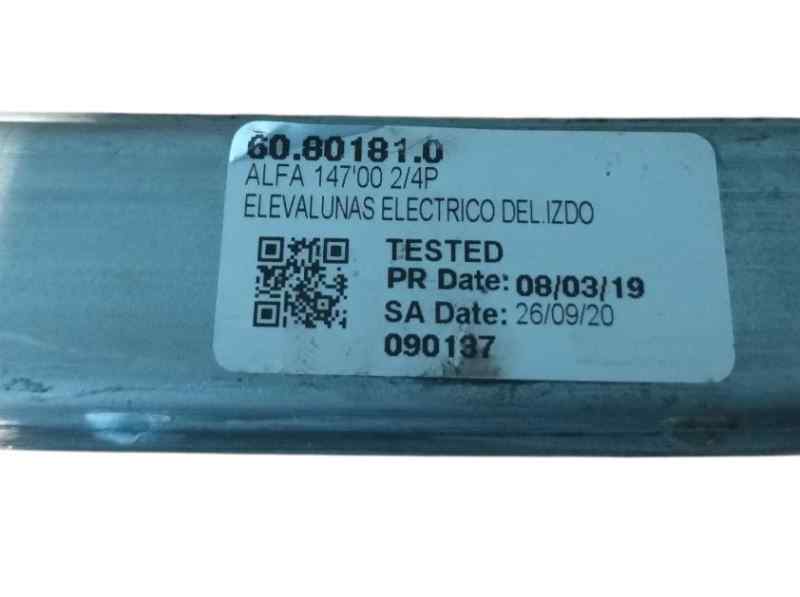 60.80181.0
ALFA 147'00 2/4P
ELEVALUNAS ELECTRICO DEL.IZDO
TESTED
PR Date: 08/03/19
SA Date: 26/09/20
090137